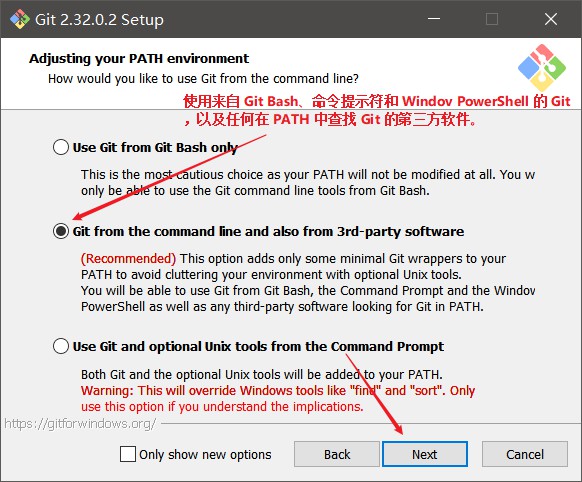 Git 2.32.0.2 Setup
Adjusting your PATH environment
How would you like to use Git from the command line?
使用来自 Git Bash、命令提示符和 Windov PowerShell 的 Git
，以及任何在 PATH 中查找 Git 的第三方软件。
Use Git from Git Bash only
This is the most cautious choice as your PATH will not be modified at all. You w
only be able to use the Git command line tools from Git Bash.
Git from the command line and also from 3rd-party software
(Recommended) This option adds only some minimal Git wrappers to your
PATH to avoid cluttering your environment with optional Unix tools.
You will be able to use Git from Git Bash, the Command Prompt and the Window
PowerShell as well as any third-party software looking for Git in PATH.
Use Git and optional Unix tools from the Command Prompt
Both Git and the optional Unix tools will be added to your PATH.
Warning: This will override Windows tools like "find" and "sort". Only
use this option if you understand the implications.
https://gitforwindows.org/
Only show new options
Back
Next
Cancel